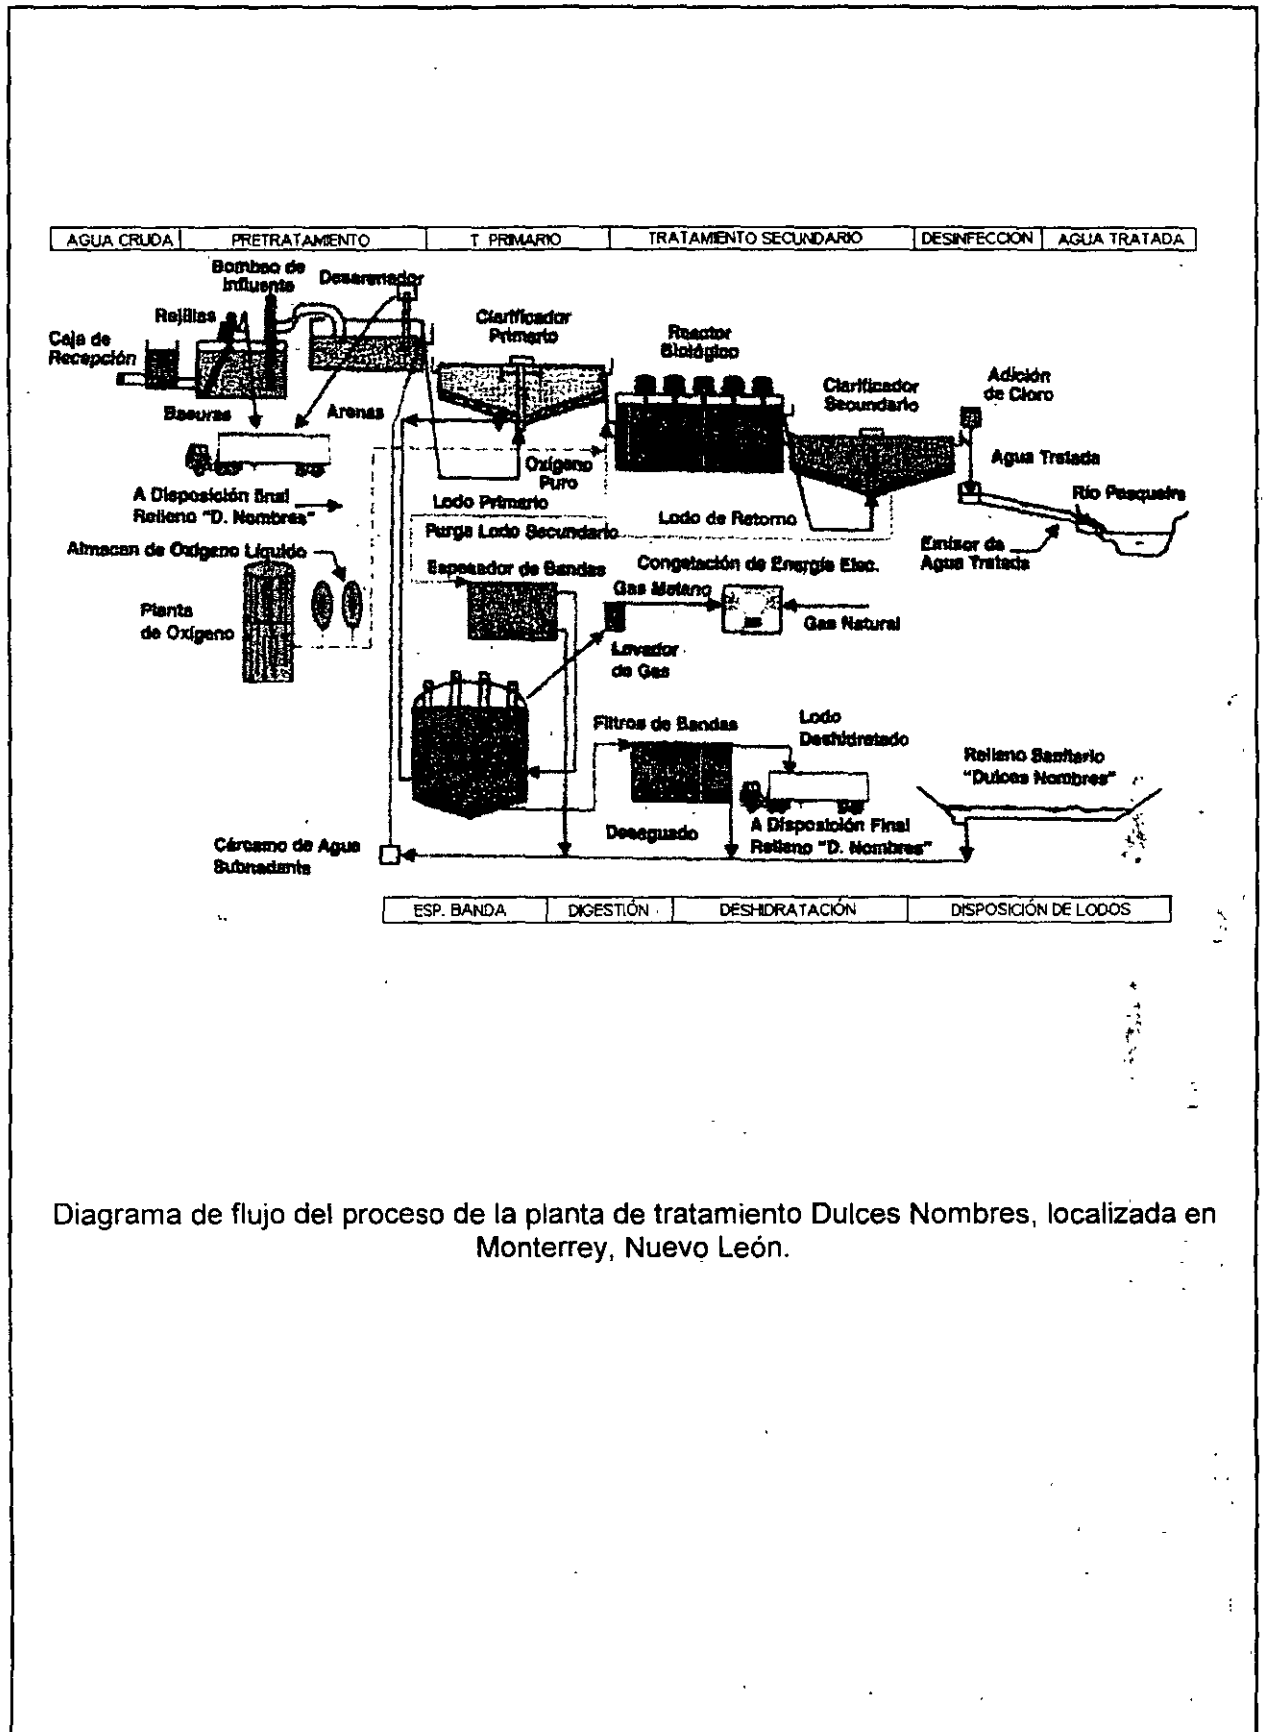 AGUA CRUDA
PRETRATAMIENTO
T PRIMARIO
TRATAMIENTO SECUNDARIO
DESINFECCION
AGUA TRATADA
Bombeo de
Influente
Desarenador
Rejillas
Caja de
Recepción
Clarificador
Primario
Reactor
Biológico
Clarificador
Secundario
Adición
de Cloro
Basuras
Arenas
Agua Tratada
Oxígeno
Puro
Río Pesquería
A Disposición final
Relleno "D. Nombres"
Lodo Primario
Lodo de Retorno
Purga Lodo Secundario
Emisor de
Agua Tratada
Almacen de Oxígeno Líquido
Espesador de Bandas
Congetación de Energía Elec.
Gas Metano
Planta
de Oxígeno
Gas Natural
Lavador
de Gas
Filtros de Bandas
Lodo
Deshidratado
Relleno Sanitario
"Dulces Nombres"
Desaguado
A Disposición Final
Relleno "D. Nombres"
Cárcamo de Agua
Subnadante
ESP. BANDA
DIGESTIÓN
DESHIDRATACIÓN
DISPOSICIÓN DE LODOS
Diagrama de flujo del proceso de la planta de tratamiento Dulces Nombres, localizada en
Monterrey, Nuevo León.